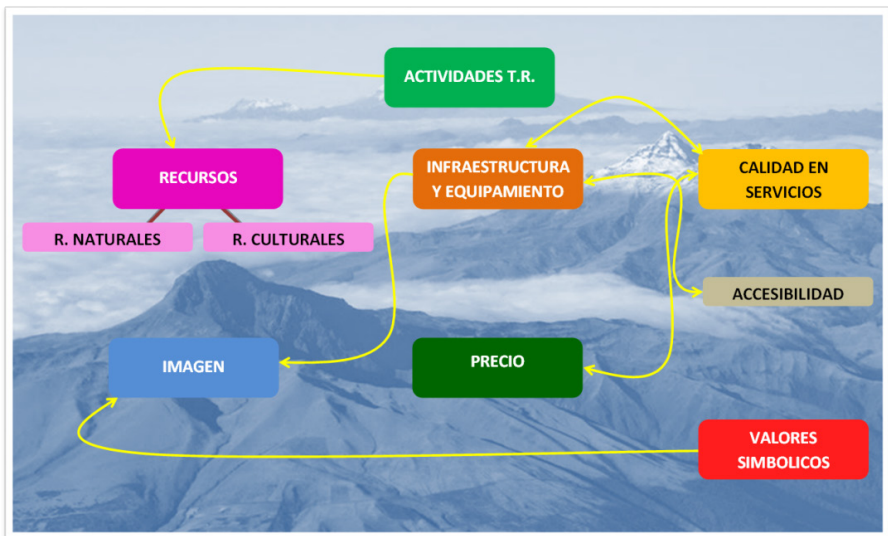 ACTIVIDADES T.R.
RECURSOS
INFRAESTRUCTURA
Y EQUIPAMIENTO
CALIDAD EN
SERVICIOS
R. NATURALES
R. CULTURALES
ACCESIBILIDAD
IMAGEN
PRECIO
VALORES
SIMBOLICOS